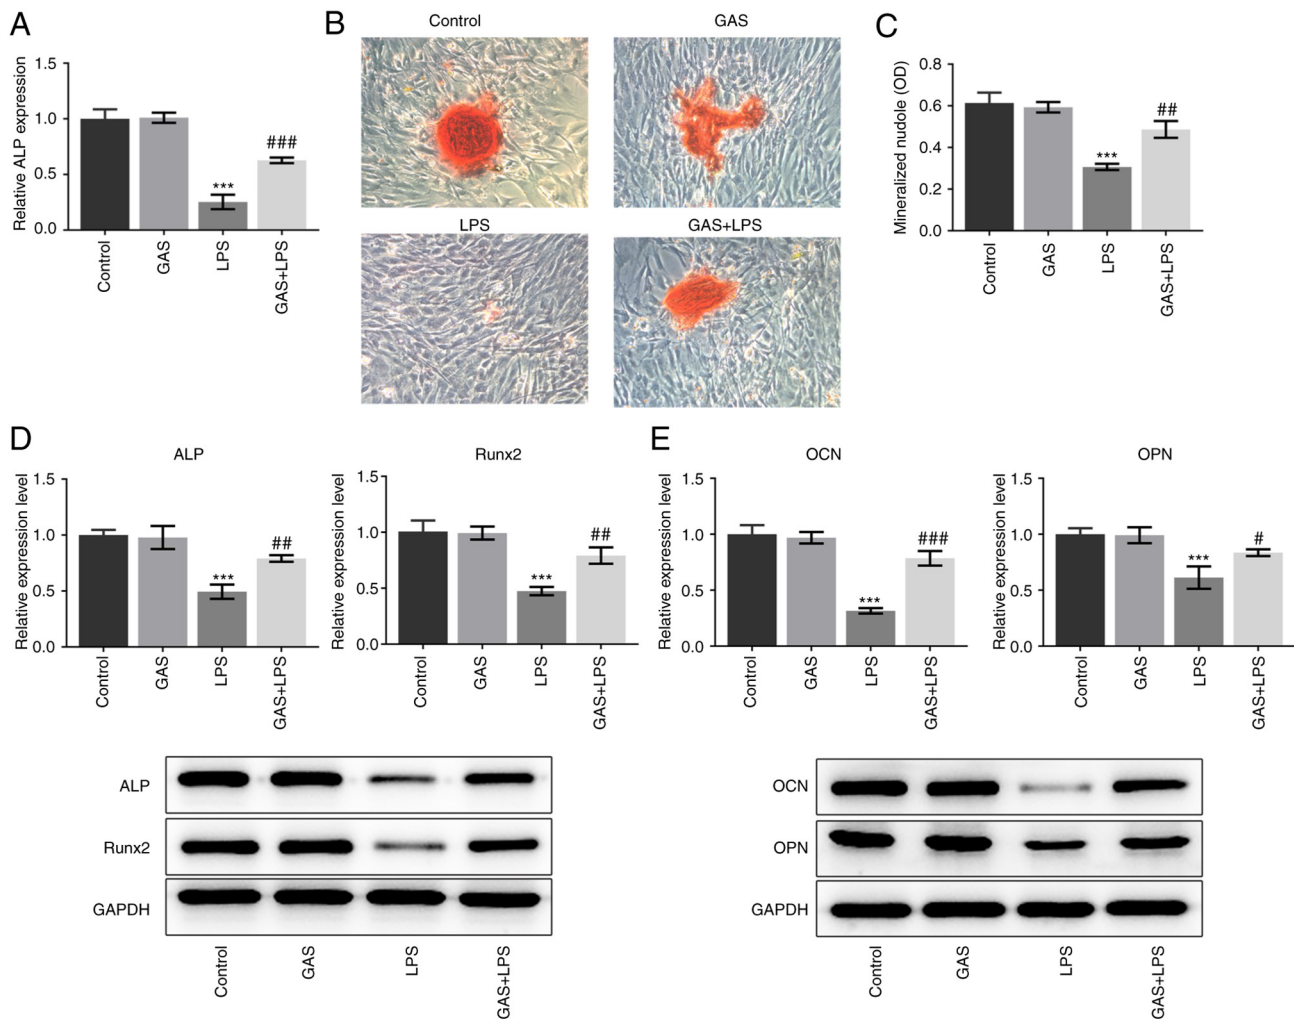 A
Relative ALP expression
1.5
1.0
0.5
0.0
***
###
Control
GAS
LPS
GAS+LPS
B
Control
GAS
LPS
GAS+LPS
C
Mineralized nudole (OD)
0.8
0.6
0.4
0.2
0.0
***
##
Control
GAS
LPS
GAS+LPS
D
ALP
Relative expression level
1.5
1.0
0.5
0.0
***
##
Control
GAS
LPS
GAS+LPS
Runx2
Relative expression level
1.5
1.0
0.5
0.0
***
##
Control
GAS
LPS
GAS+LPS
ALP
Runx2
GAPDH
Control
GAS
LPS
GAS+LPS
E
OCN
Relative expression level
1.5
1.0
0.5
0.0
***
###
Control
GAS
LPS
GAS+LPS
OPN
Relative expression level
1.5
1.0
0.5
0.0
***
#
Control
GAS
LPS
GAS+LPS
OCN
OPN
GAPDH
Control
GAS
LPS
GAS+LPS